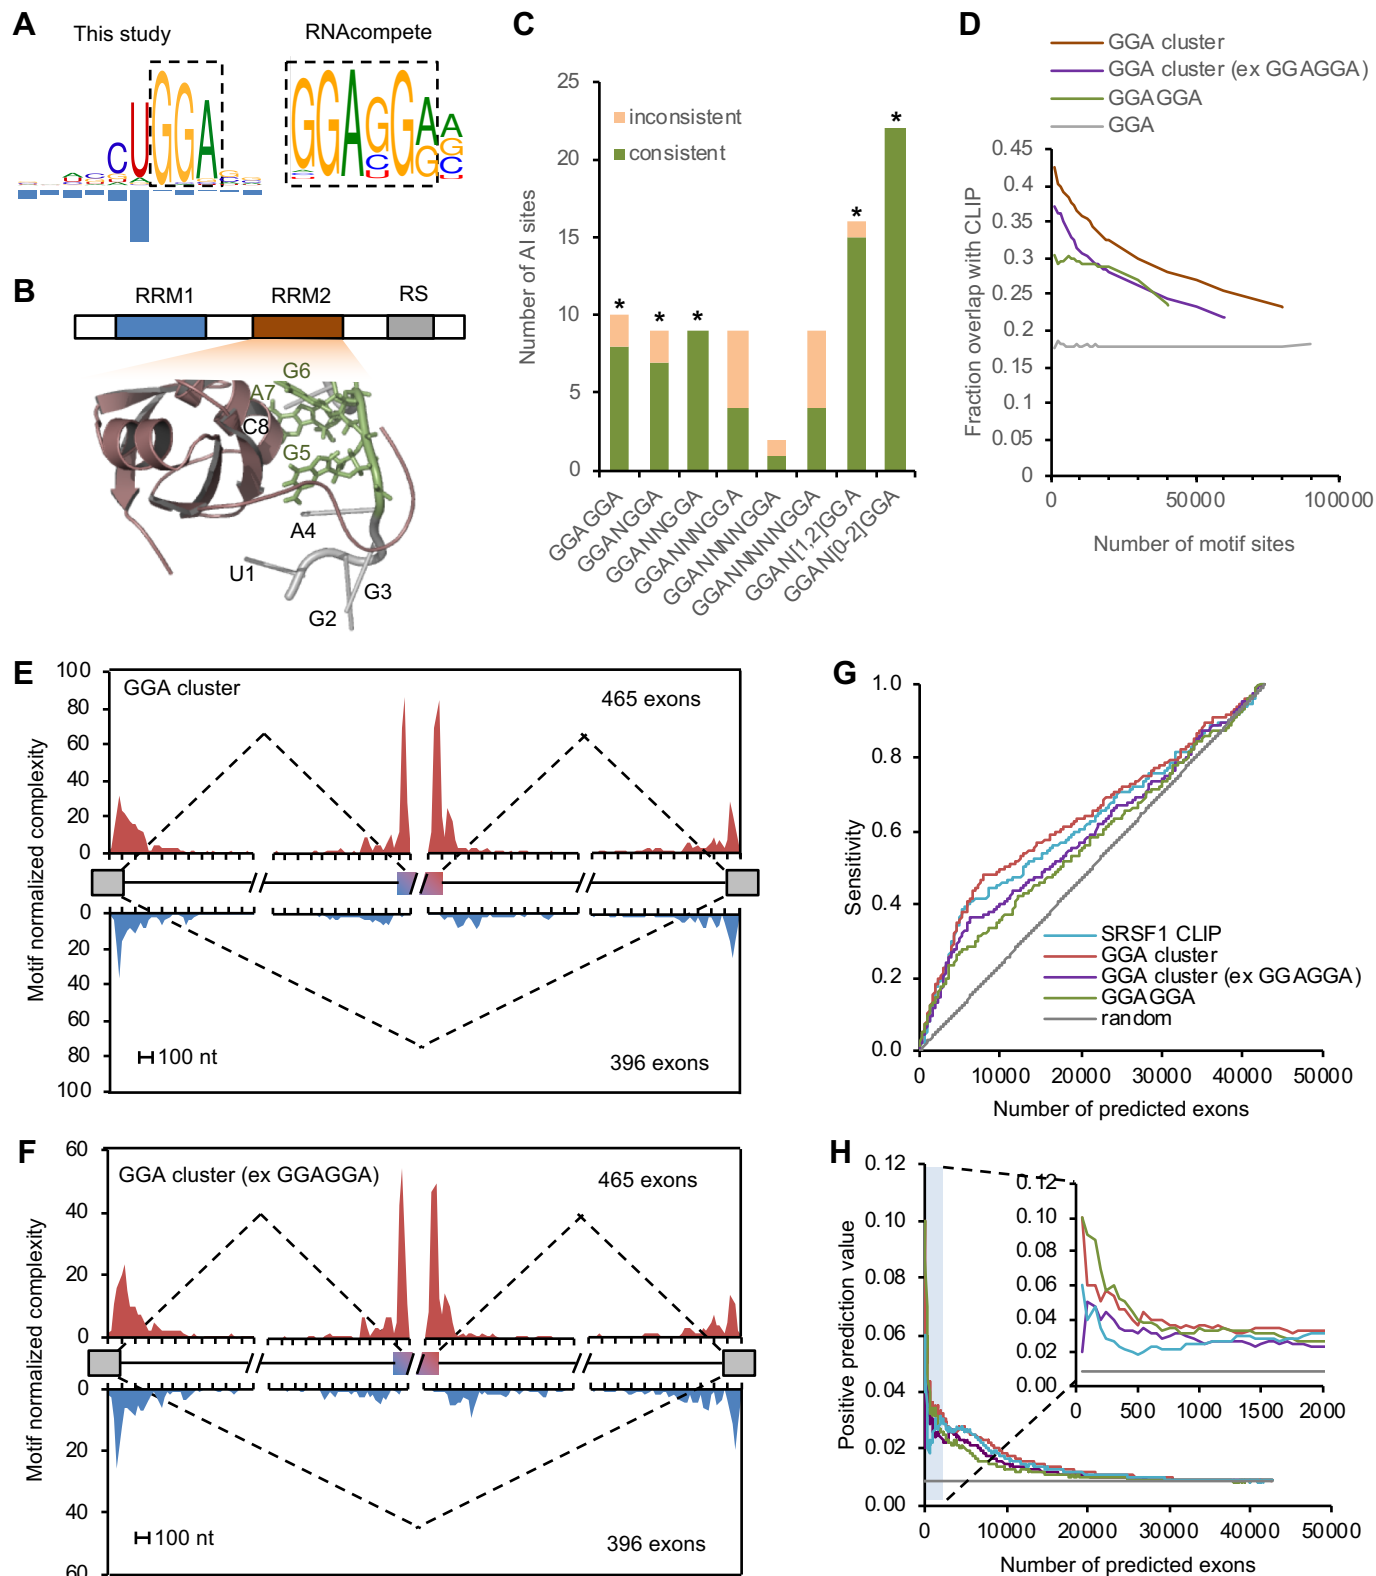 A
This study
RNAcompete
CUGGA
GGAGGAA
B
RRM1
RRM2
RS
G6
A7
C8
G5
A4
U1
G3
G2
C
25
20
15
10
5
0
Number of AI sites
inconsistent
consistent
*
*
*
*
*
GGAGGA
GGANGGA
GGANNGGA
GGANNNGGA
GGANNNNGGA
GGANNNNNGGA
GGAN[1,2]GGA
GGAN[0-2]GGA
D
GGA cluster
GGA cluster (ex GGAGGA)
GGAGGA
GGA
0.45
0.4
0.35
0.3
0.25
0.2
0.15
0.1
0.05
0
Fraction overlap with CLIP
0
50000
100000
Number of motif sites
E
100
80
60
40
20
0
0
20
40
60
80
100
Motif normalized complexity
GGA cluster
465 exons
100 nt
396 exons
F
60
40
20
0
0
20
40
60
Motif normalized complexity
GGA cluster (ex GGAGGA)
465 exons
100 nt
396 exons
G
1.0
0.8
0.6
0.4
0.2
0.0
Sensitivity
SRSF1 CLIP
GGA cluster
GGA cluster (ex GGAGGA)
GGAGGA
random
0
10000
20000
30000
40000
50000
Number of predicted exons
H
0.12
0.10
0.08
0.06
0.04
0.02
0.00
Positive prediction value
0.12
0.10
0.08
0.06
0.04
0.02
0.00
0
500
1000
1500
2000
0
10000
20000
30000
40000
50000
Number of predicted exons